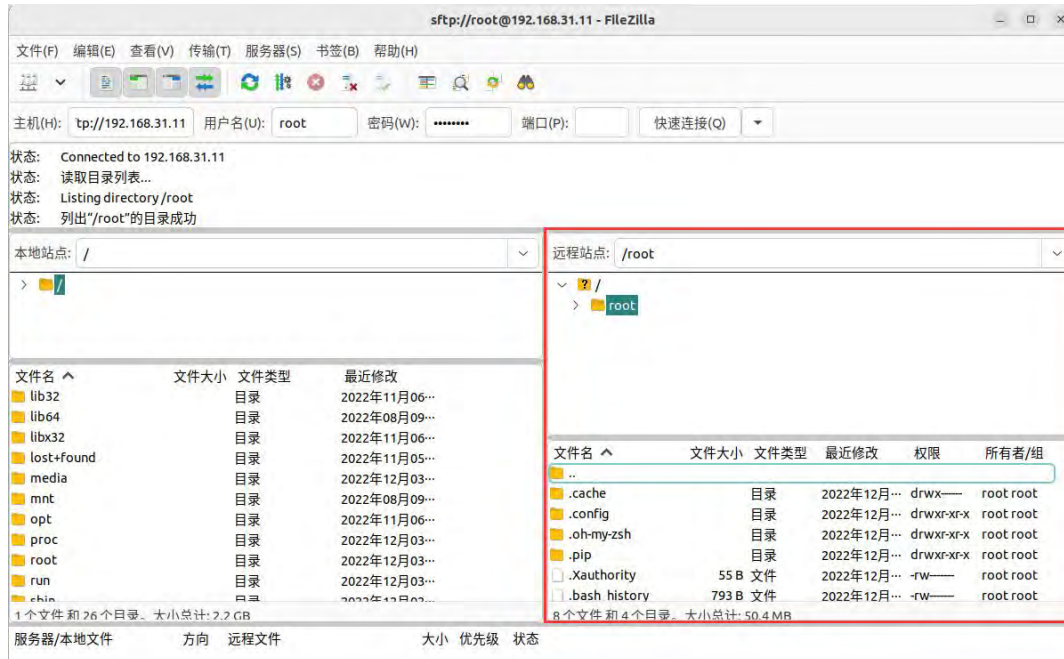 sftp://root@192.168.31.11 - FileZilla
文件(F) 编辑(E) 查看(V) 传输(T) 服务器(S) 书签(B) 帮助(H)
主机(H): tp://192.168.31.11 用户名(U): root 密码(W): •••••••• 端口(P): 快速连接(Q)
状态: Connected to 192.168.31.11
状态: 读取目录列表...
状态: Listing directory /root
状态: 列出“/root”的目录成功
本地站点: /
/
文件名 文件大小 文件类型 最近修改
lib32 目录 2022年11月06…
lib64 目录 2022年08月09…
libx32 目录 2022年11月06…
lost+found 目录 2022年11月05…
media 目录 2022年12月03…
mnt 目录 2022年08月09…
opt 目录 2022年11月06…
proc 目录 2022年12月03…
root 目录 2022年12月03…
run 目录 2022年12月03…
sbin 目录 2022年12月03…
1 个文件 和 26 个目录。大小总计: 2.2 GB
远程站点: /root
/
root
文件名 文件大小 文件类型 最近修改 权限 所有者/组
..
.cache 目录 2022年12月… drwx------ root root
.config 目录 2022年12月… drwxr-xr-x root root
.oh-my-zsh 目录 2022年12月… drwxr-xr-x root root
.pip 目录 2022年12月… drwxr-xr-x root root
.Xauthority 55 B 文件 2022年12月… -rw------- root root
.bash_history 793 B 文件 2022年12月… -rw------- root root
8 个文件 和 4 个目录。大小总计: 50.4 MB
服务器/本地文件 方向 远程文件 大小 优先级 状态